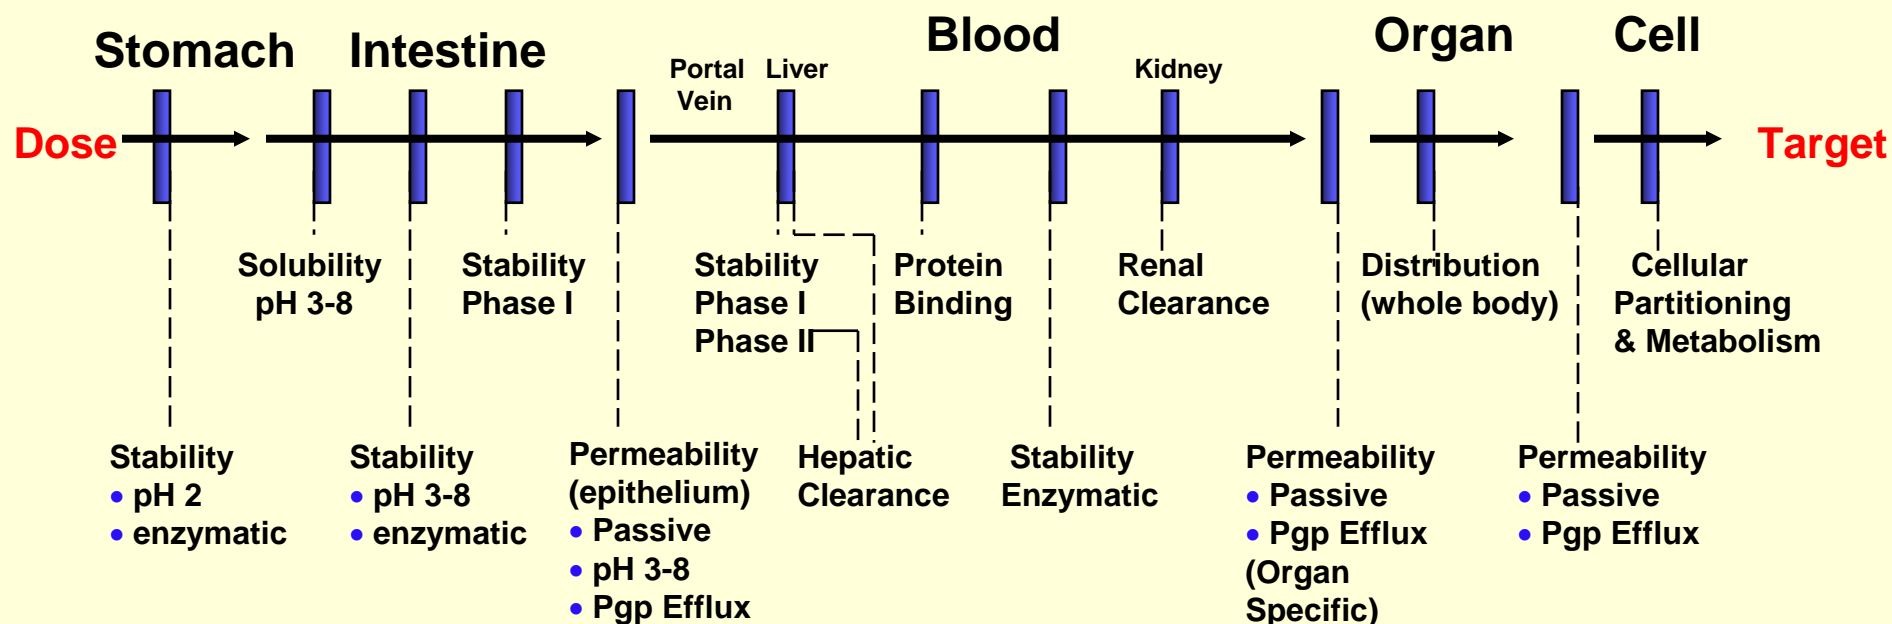 Stomach
Intestine
Blood
Organ
Cell
Portal
Vein
Liver
Kidney
Dose
Target
Solubility
pH 3-8
Stability
Phase I
Stability
Phase I
Phase II
Protein
Binding
Renal
Clearance
Distribution
(whole body)
Cellular
Partitioning
& Metabolism
Stability
• pH 2
• enzymatic
Stability
• pH 3-8
• enzymatic
Permeability
(epithelium)
• Passive
• pH 3-8
• Pgp Efflux
Hepatic
Clearance
Stability
Enzymatic
Permeability
• Passive
• Pgp Efflux
(Organ
Specific)
Permeability
• Passive
• Pgp Efflux